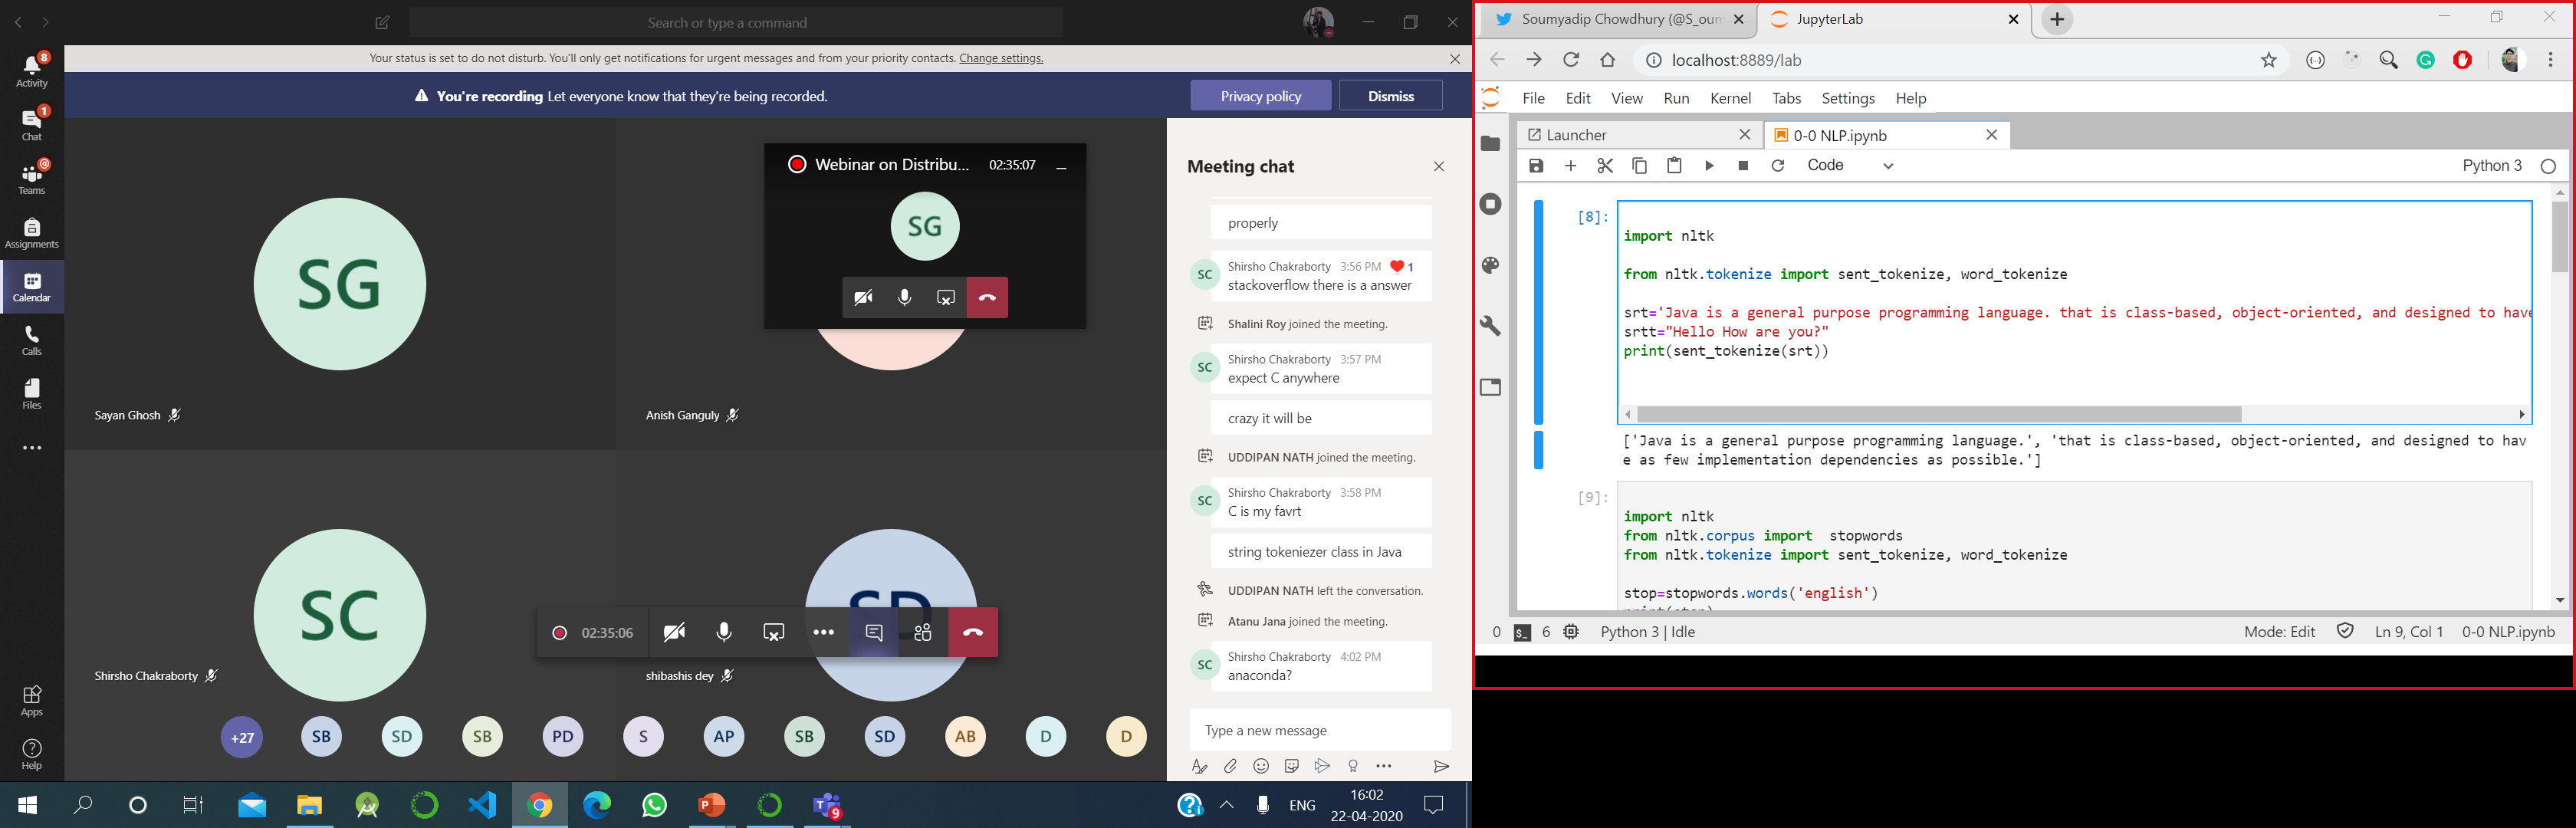 Search or type a command
Your status is set to do not disturb. You'll only get notifications for urgent messages and from your priority contacts. Change settings.
You're recording Let everyone know that they're being recorded.
Privacy policy
Dismiss
8
Activity
1
Chat
@
Teams
Assignments
Calendar
Calls
Files
Apps
Help
SG
Sayan Ghosh
Webinar on Distribu...
02:35:07
SG
Anish Ganguly
SC
Shirsho Chakraborty
SD
shibashis dey
02:35:06
+27
SB
SD
SB
PD
S
AP
SB
SD
AB
D
D
Meeting chat
properly
SC
Shirsho Chakraborty 3:56 PM 1
stackoverflow there is a answer
Shalini Roy joined the meeting.
SC
Shirsho Chakraborty 3:57 PM
expect C anywhere
crazy it will be
UDDIPAN NATH joined the meeting.
SC
Shirsho Chakraborty 3:58 PM
C is my favrt
string tokeniezer class in Java
UDDIPAN NATH left the conversation.
Atanu Jana joined the meeting.
SC
Shirsho Chakraborty 4:02 PM
anaconda?
Type a new message
9
ENG
16:02
22-04-2020
Soumyadip Chowdhury (@S_oum
JupyterLab
localhost:8889/lab
File Edit View Run Kernel Tabs Settings Help
Launcher
0-0 NLP.ipynb
Code
Python 3
[8]:
import nltk
from nltk.tokenize import sent_tokenize, word_tokenize
srt='Java is a general purpose programming language. that is class-based, object-oriented, and designed to have
srtt="Hello How are you?"
print(sent_tokenize(srt))
['Java is a general purpose programming language.', 'that is class-based, object-oriented, and designed to hav
e as few implementation dependencies as possible.']
[9]:
import nltk
from nltk.corpus import  stopwords
from nltk.tokenize import sent_tokenize, word_tokenize
stop=stopwords.words('english')
0
6
Python 3 | Idle
Mode: Edit
Ln 9, Col 1
0-0 NLP.ipynb